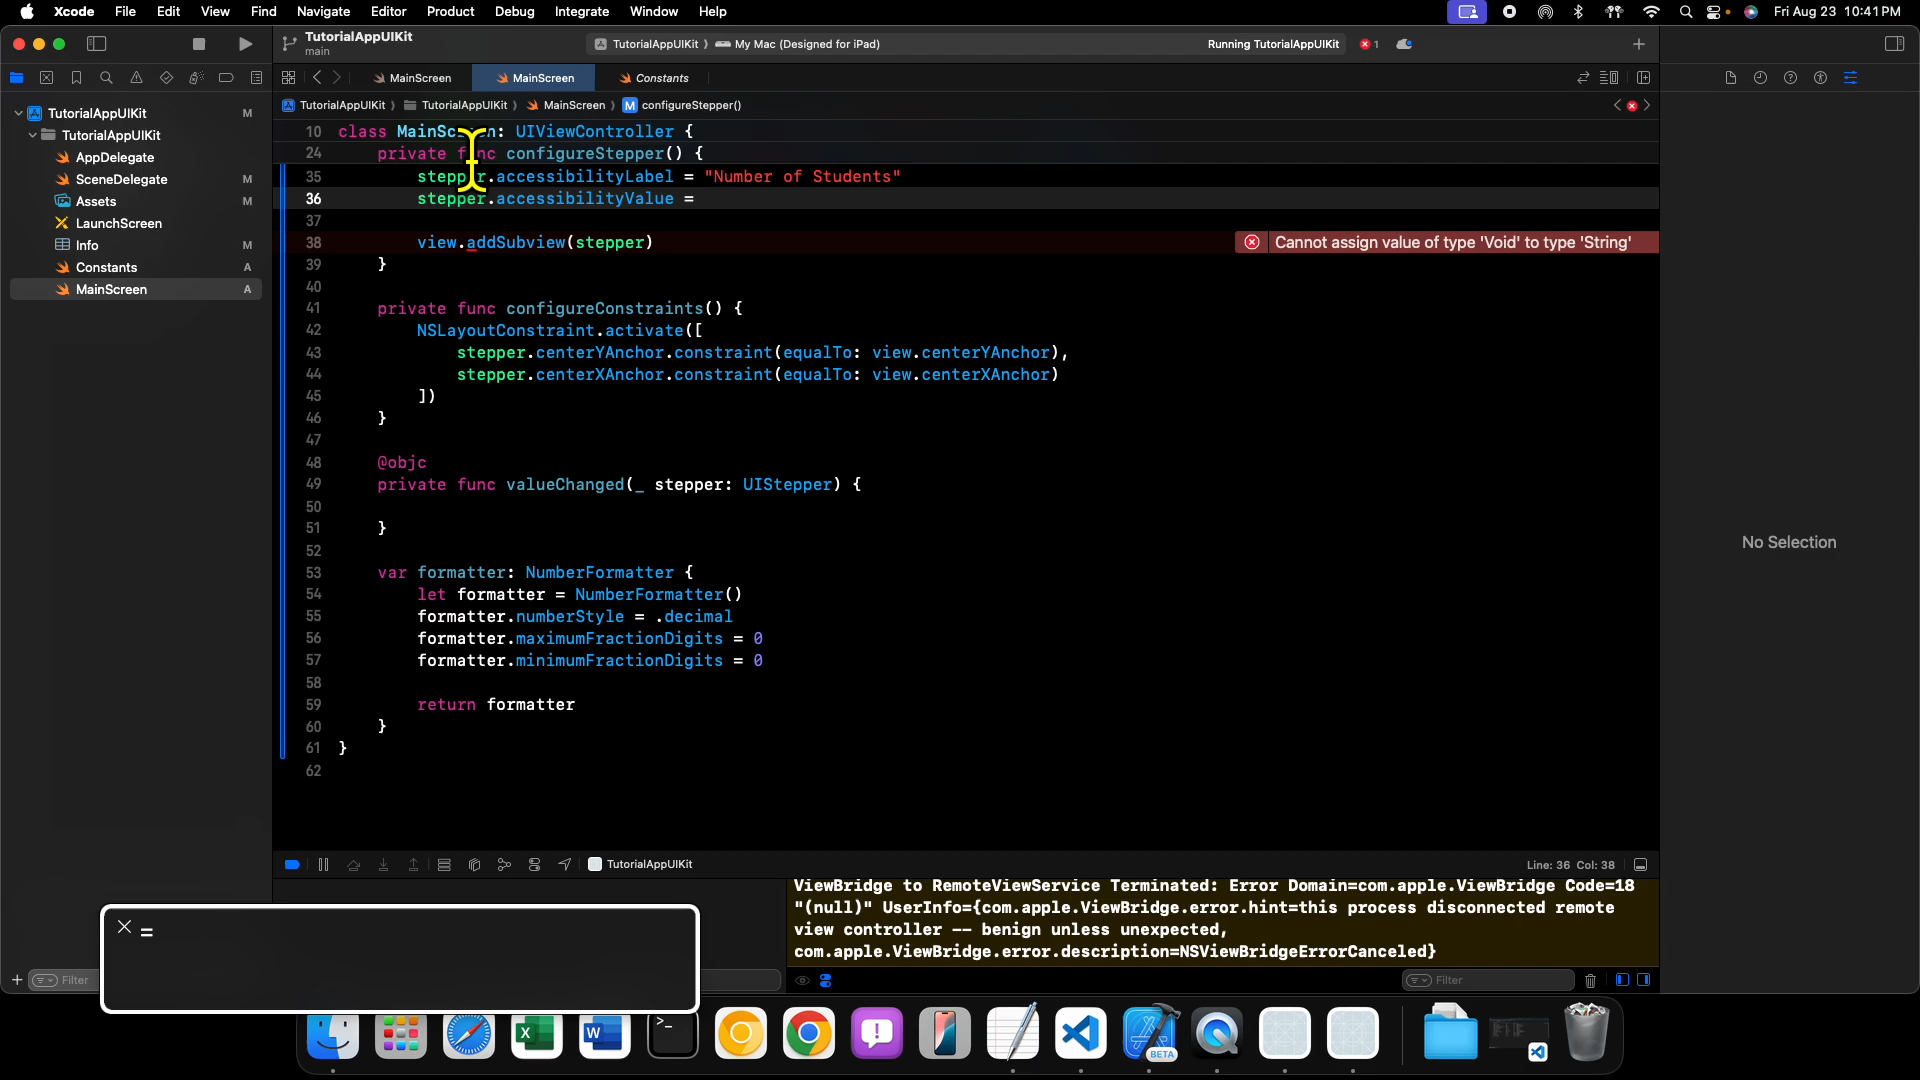 Xcode File Edit View Find Navigate Editor Product Debug Integrate Window Help Fri Aug 23 10:41 PM
TutorialAppUIKit
main
TutorialAppUIKit My Mac (Designed for iPad) Running TutorialAppUIKit 1
MainScreen MainScreen Constants
TutorialAppUIKit TutorialAppUIKit MainScreen M configureStepper()
TutorialAppUIKit M
TutorialAppUIKit
AppDelegate
SceneDelegate M
Assets M
LaunchScreen
Info M
Constants A
MainScreen A
Filter
10 class MainScreen: UIViewController {
24 private func configureStepper() {
35 stepper.accessibilityLabel = "Number of Students"
36 stepper.accessibilityValue =
37
38 view.addSubview(stepper) Cannot assign value of type 'Void' to type 'String'
39 }
40
41 private func configureConstraints() {
42 NSLayoutConstraint.activate([
43 stepper.centerYAnchor.constraint(equalTo: view.centerYAnchor),
44 stepper.centerXAnchor.constraint(equalTo: view.centerXAnchor)
45 ])
46 }
47
48 @objc
49 private func valueChanged(_ stepper: UIStepper) {
50
51 }
52
53 var formatter: NumberFormatter {
54 let formatter = NumberFormatter()
55 formatter.numberStyle = .decimal
56 formatter.maximumFractionDigits = 0
57 formatter.minimumFractionDigits = 0
58
59 return formatter
60 }
61 }
62
No Selection
TutorialAppUIKit Line: 36 Col: 38
ViewBridge to RemoteViewService Terminated: Error Domain=com.apple.ViewBridge Code=18
"(null)" UserInfo={com.apple.ViewBridge.error.hint=this process disconnected remote
view controller -- benign unless unexpected,
com.apple.ViewBridge.error.description=NSViewBridgeErrorCanceled}
Filter
=
X W >_ BETA